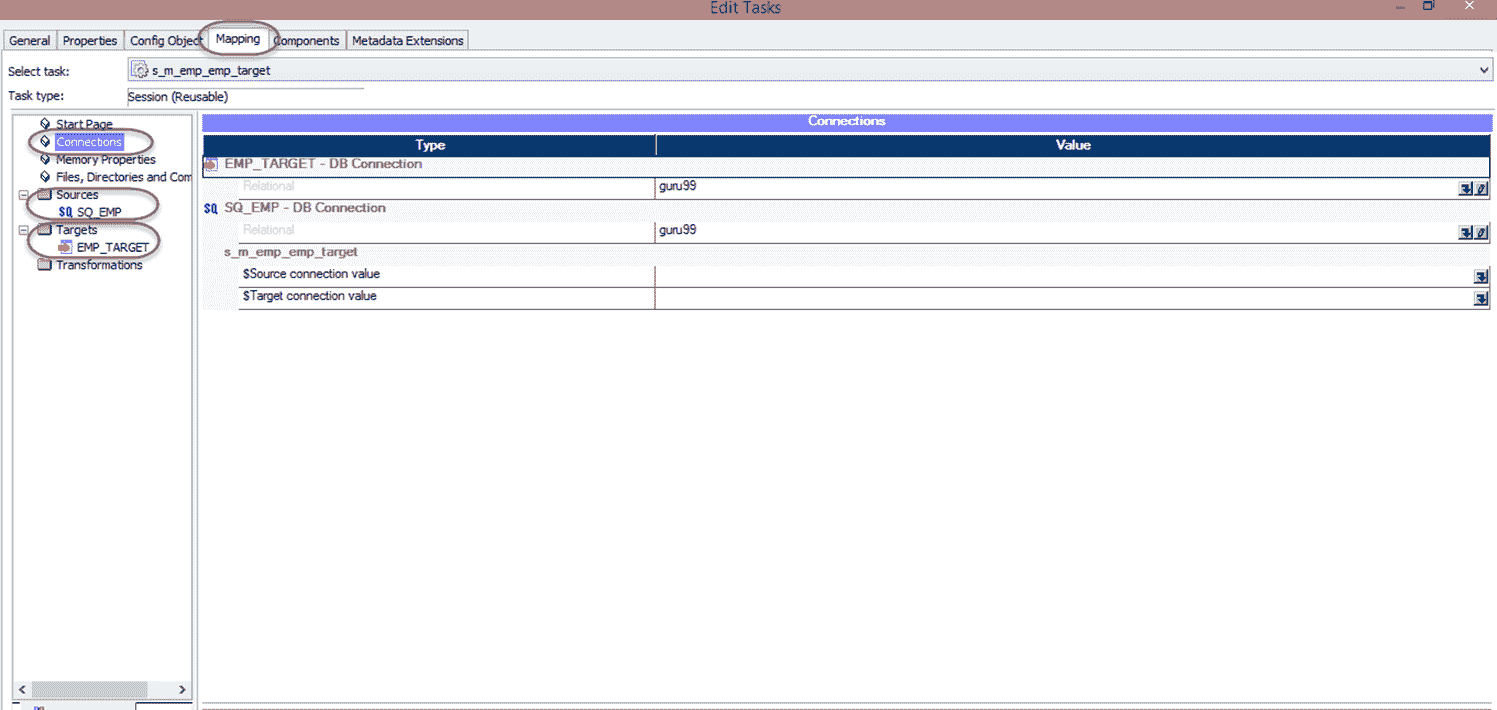 Edit Tasks
General Properties Config Object Mapping Components Metadata Extensions
Select task: s_m_emp_emp_target
Task type: Session (Reusable)
Start Page
Connections
Memory Properties
Files, Directories and Com
Sources
SQ SQ_EMP
Targets
EMP_TARGET
Transformations
Connections
Type Value
EMP_TARGET - DB Connection
Relational guru99
SQ SQ_EMP - DB Connection
Relational guru99
s_m_emp_emp_target
$Source connection value
$Target connection value